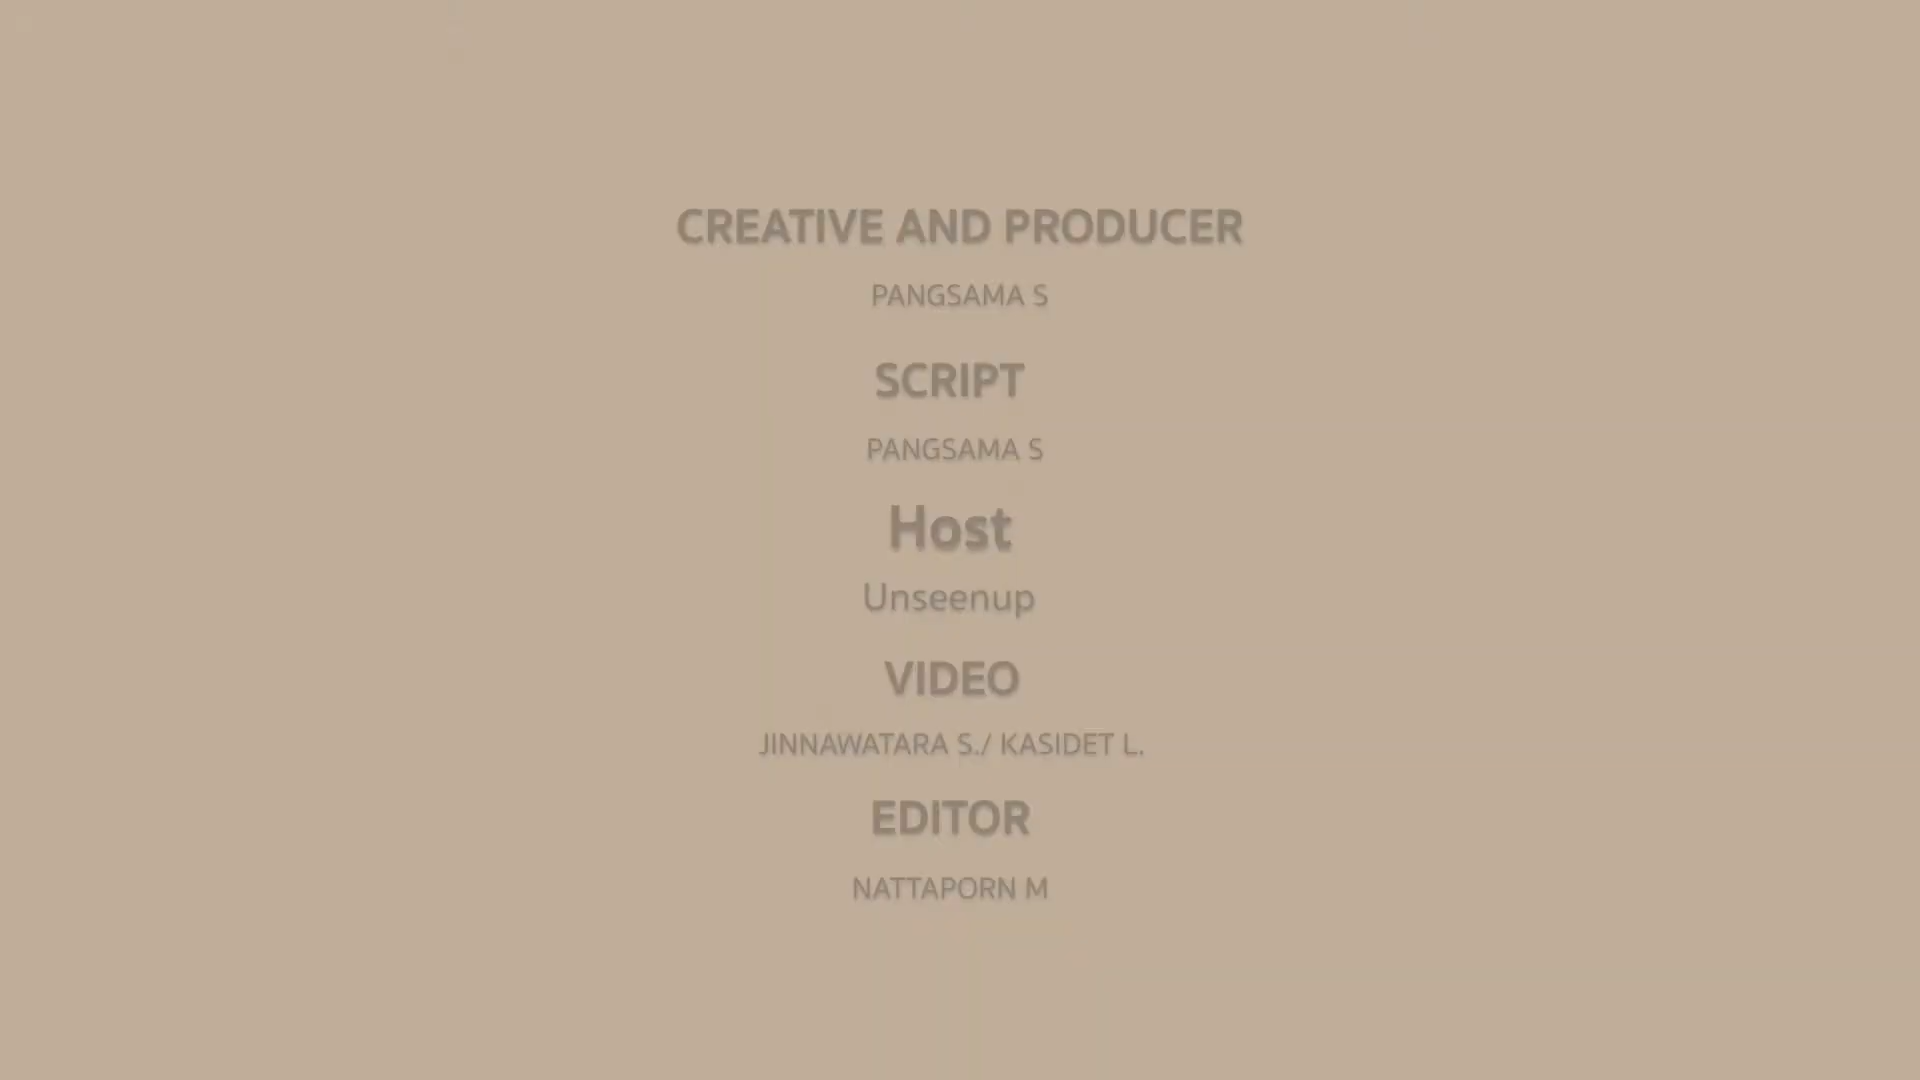 CREATIVE AND PRODUCER
PANGSAMA S
SCRIPT
PANGSAMA S
Host
Unseenup
VIDEO
JINNAWATARA S./ KASIDET L.
EDITOR
NATTAPORN M